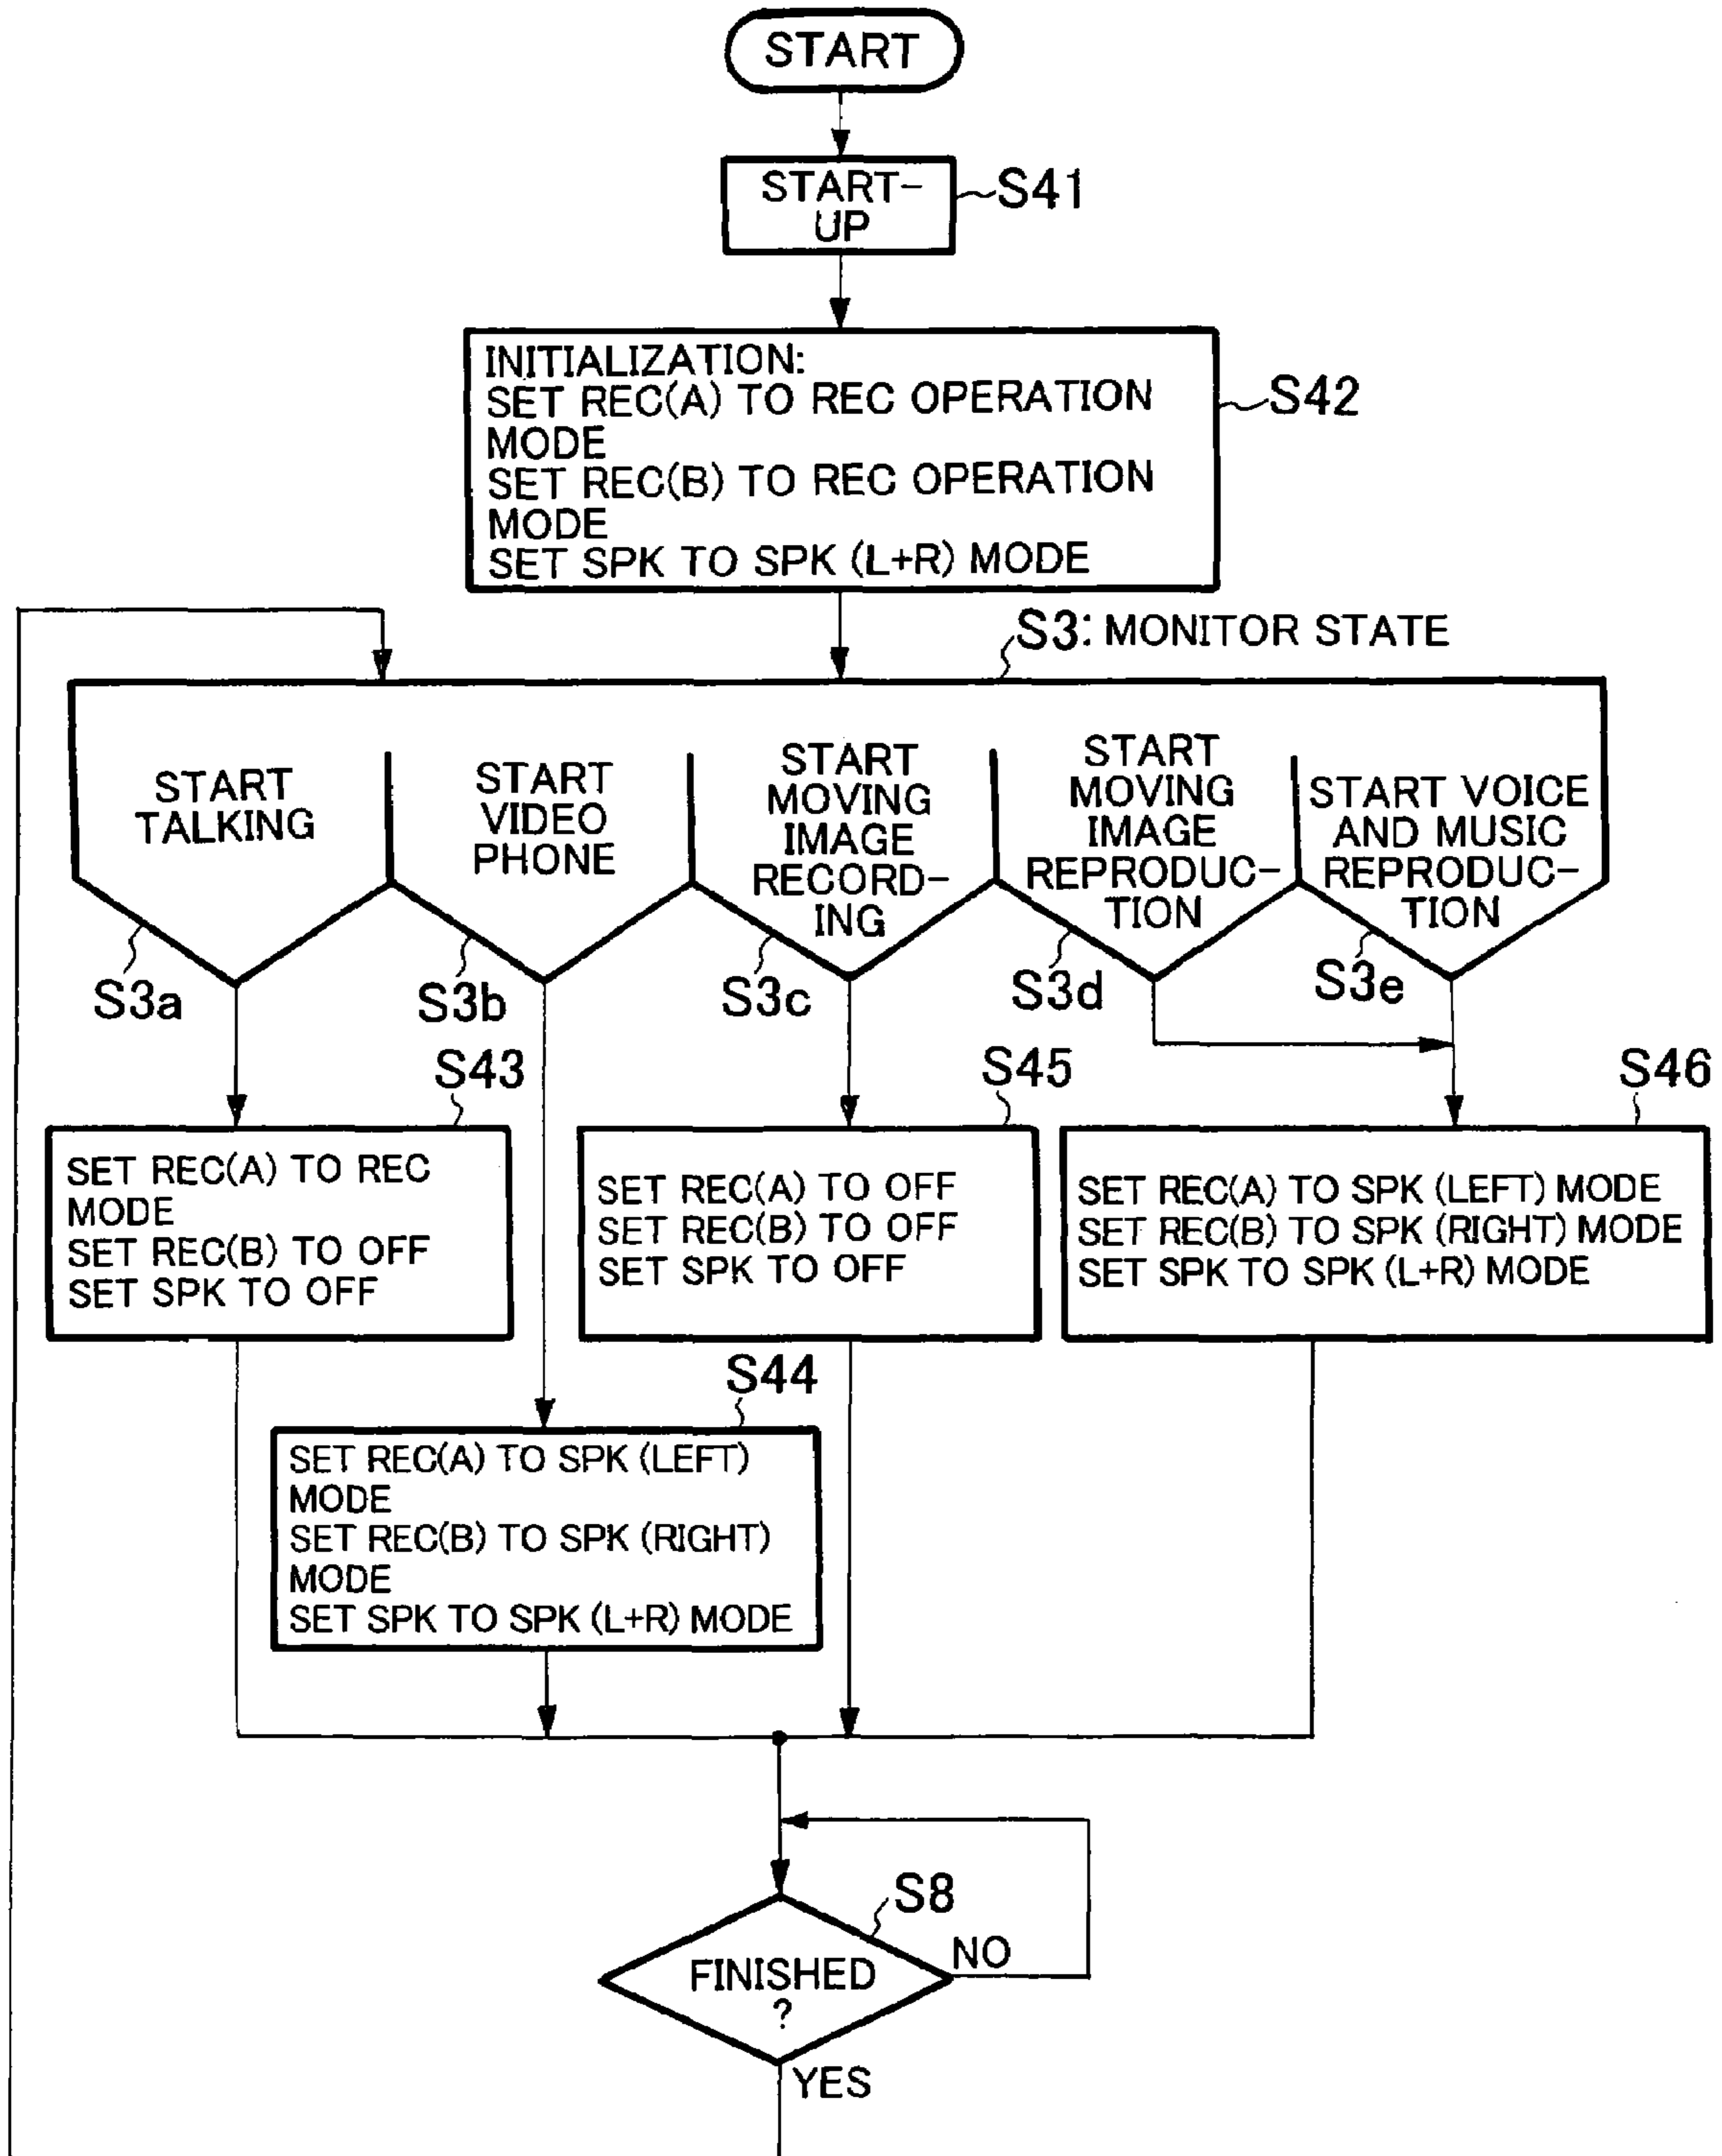 START
START-
UP
S41
INITIALIZATION:
SET REC(A) TO REC OPERATION
MODE
SET REC(B) TO REC OPERATION
MODE
SET SPK TO SPK (L+R) MODE
S42
S3: MONITOR STATE
START
TALKING
START
VIDEO
PHONE
START
MOVING
IMAGE
RECORD-
ING
START
MOVING
IMAGE
REPRODUC-
TION
START VOICE
AND MUSIC
REPRODUC-
TION
S3a
S3b
S3c
S3d
S3e
S43
SET REC(A) TO REC
MODE
SET REC(B) TO OFF
SET SPK TO OFF
S45
SET REC(A) TO OFF
SET REC(B) TO OFF
SET SPK TO OFF
S46
SET REC(A) TO SPK (LEFT) MODE
SET REC(B) TO SPK (RIGHT) MODE
SET SPK TO SPK (L+R) MODE
S44
SET REC(A) TO SPK (LEFT)
MODE
SET REC(B) TO SPK (RIGHT)
MODE
SET SPK TO SPK (L+R) MODE
S8
FINISHED
?
NO
YES